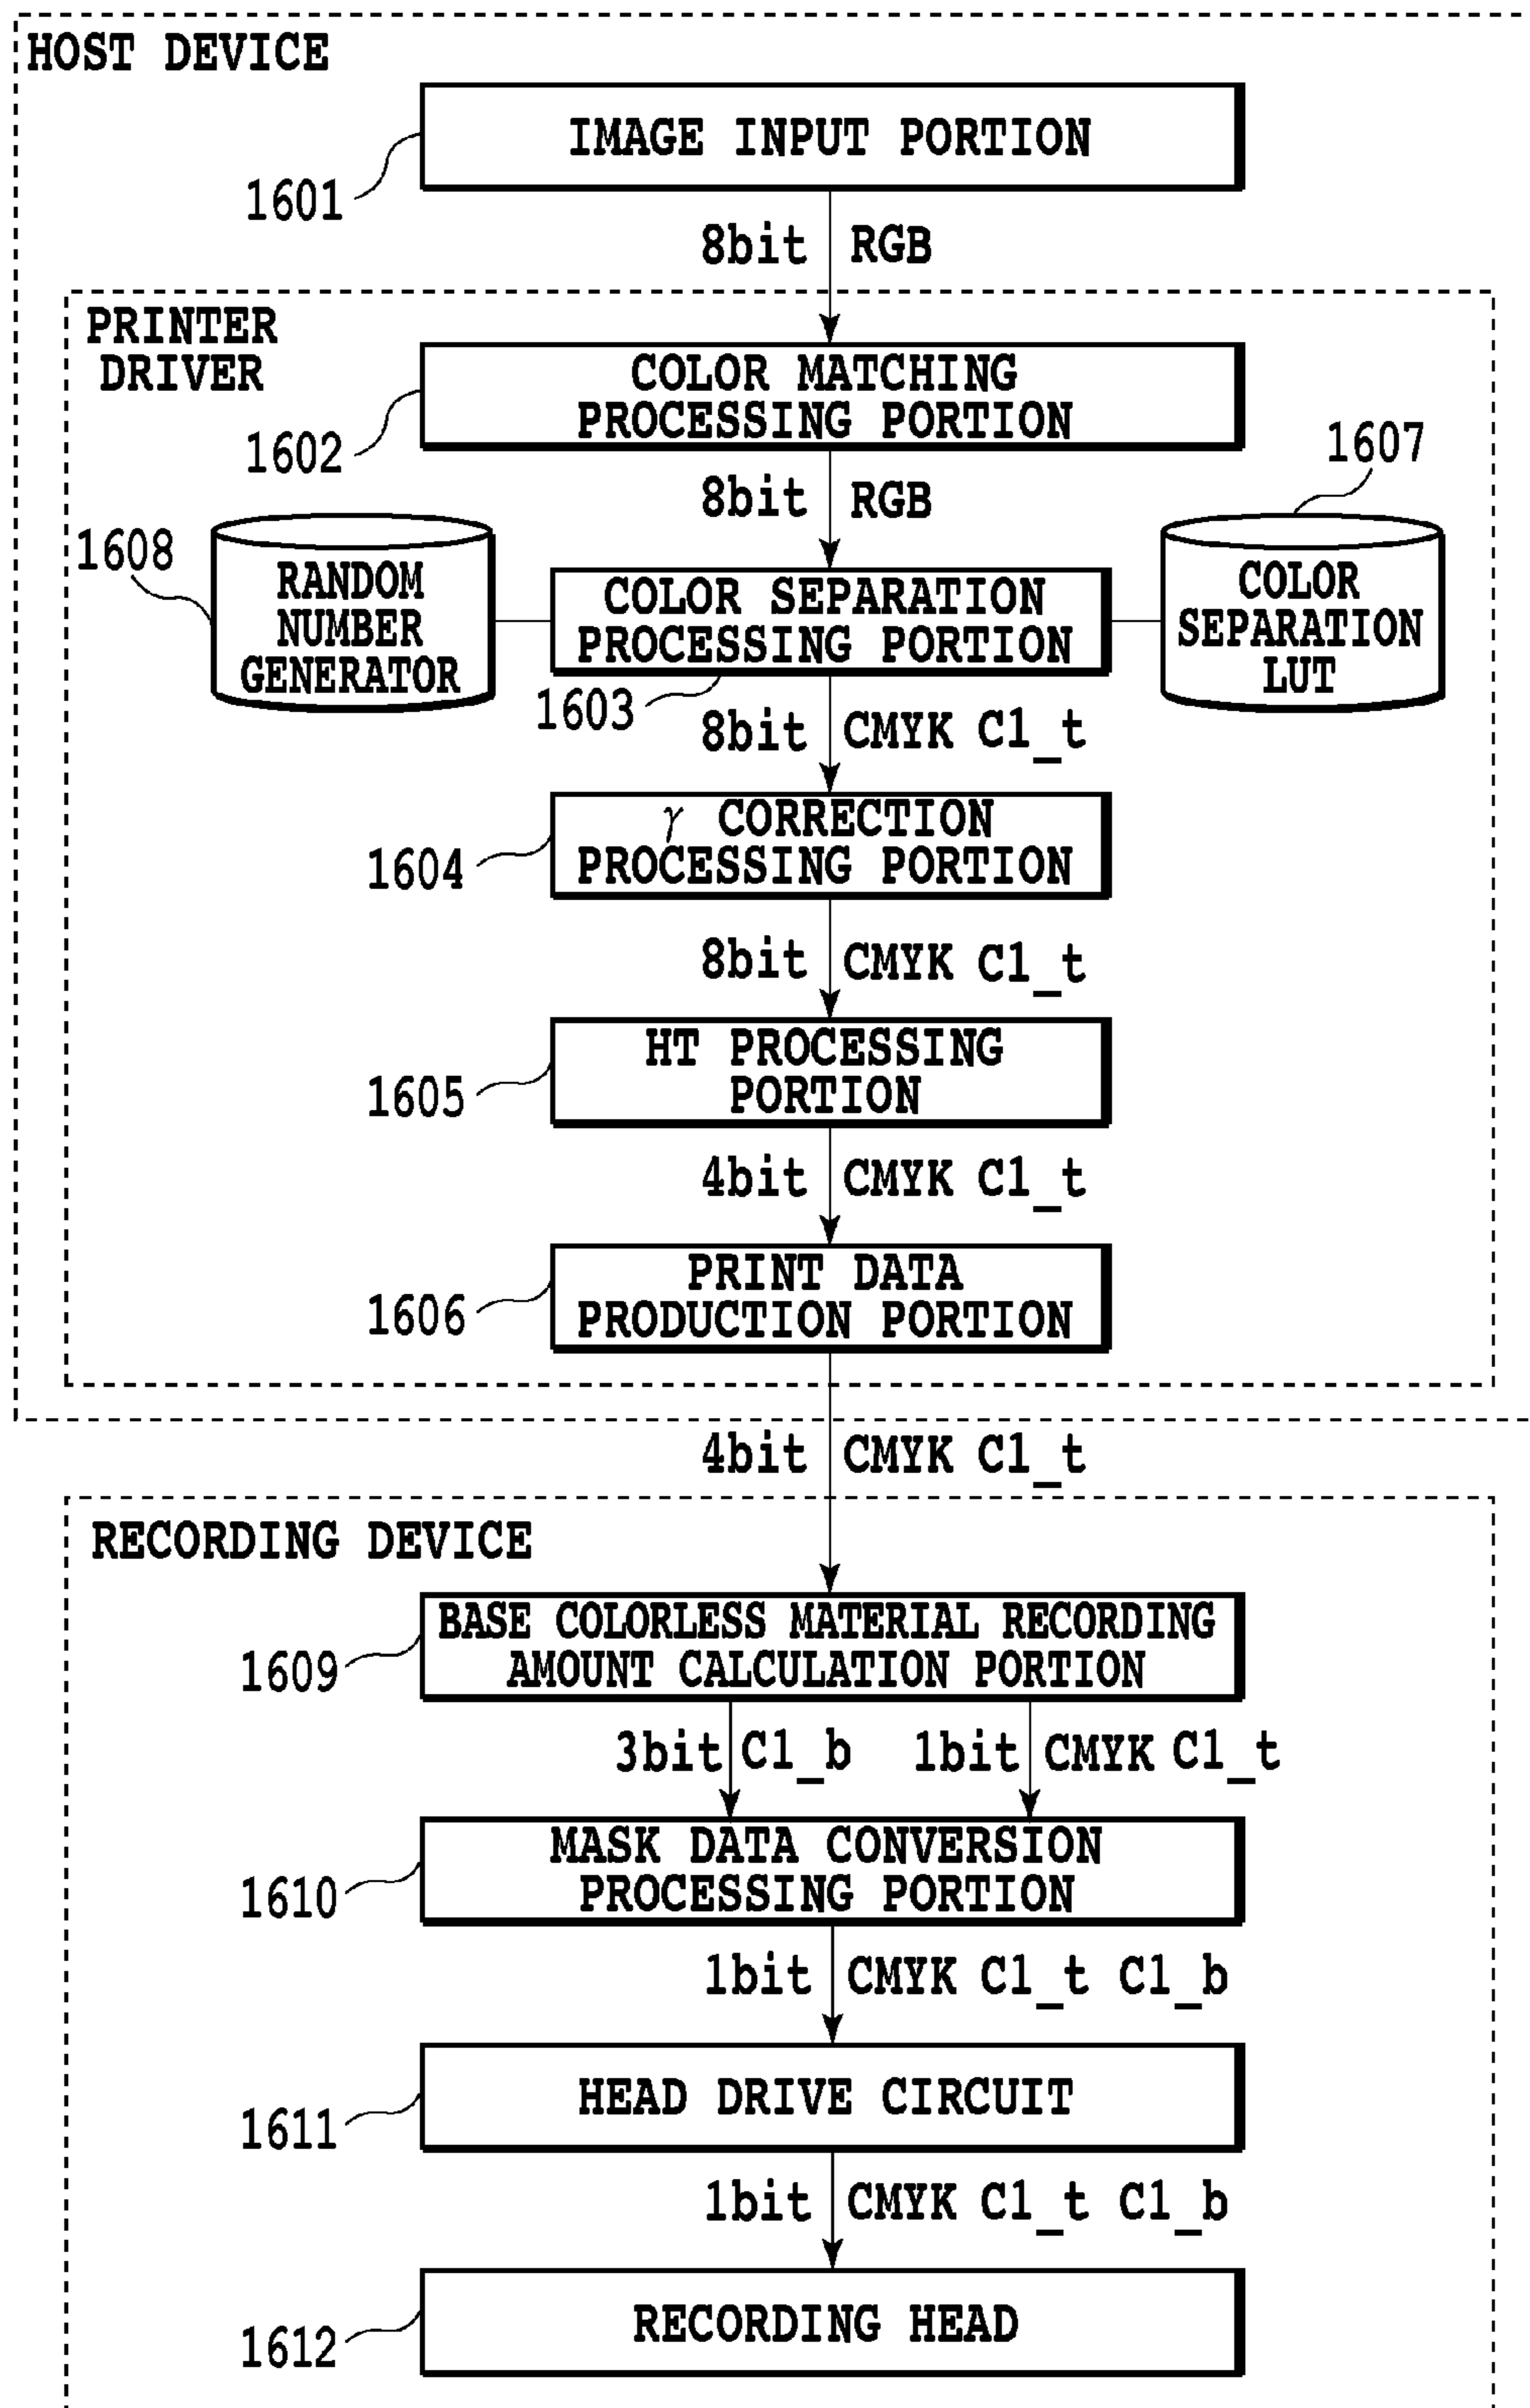 HOST DEVICE
IMAGE INPUT PORTION
1601
8bit RGB
PRINTER
DRIVER
COLOR MATCHING
PROCESSING PORTION
1602
8bit RGB
1607
1608
RANDOM
NUMBER
GENERATOR
COLOR SEPARATION
PROCESSING PORTION
1603
COLOR
SEPARATION
LUT
8bit CMYK C1_t
γ CORRECTION
PROCESSING PORTION
1604
8bit CMYK C1_t
HT PROCESSING
PORTION
1605
4bit CMYK C1_t
PRINT DATA
PRODUCTION PORTION
1606
4bit CMYK C1_t
RECORDING DEVICE
BASE COLORLESS MATERIAL RECORDING
AMOUNT CALCULATION PORTION
1609
3bit C1_b 1bit CMYK C1_t
MASK DATA CONVERSION
PROCESSING PORTION
1610
1bit CMYK C1_t C1_b
HEAD DRIVE CIRCUIT
1611
1bit CMYK C1_t C1_b
RECORDING HEAD
1612